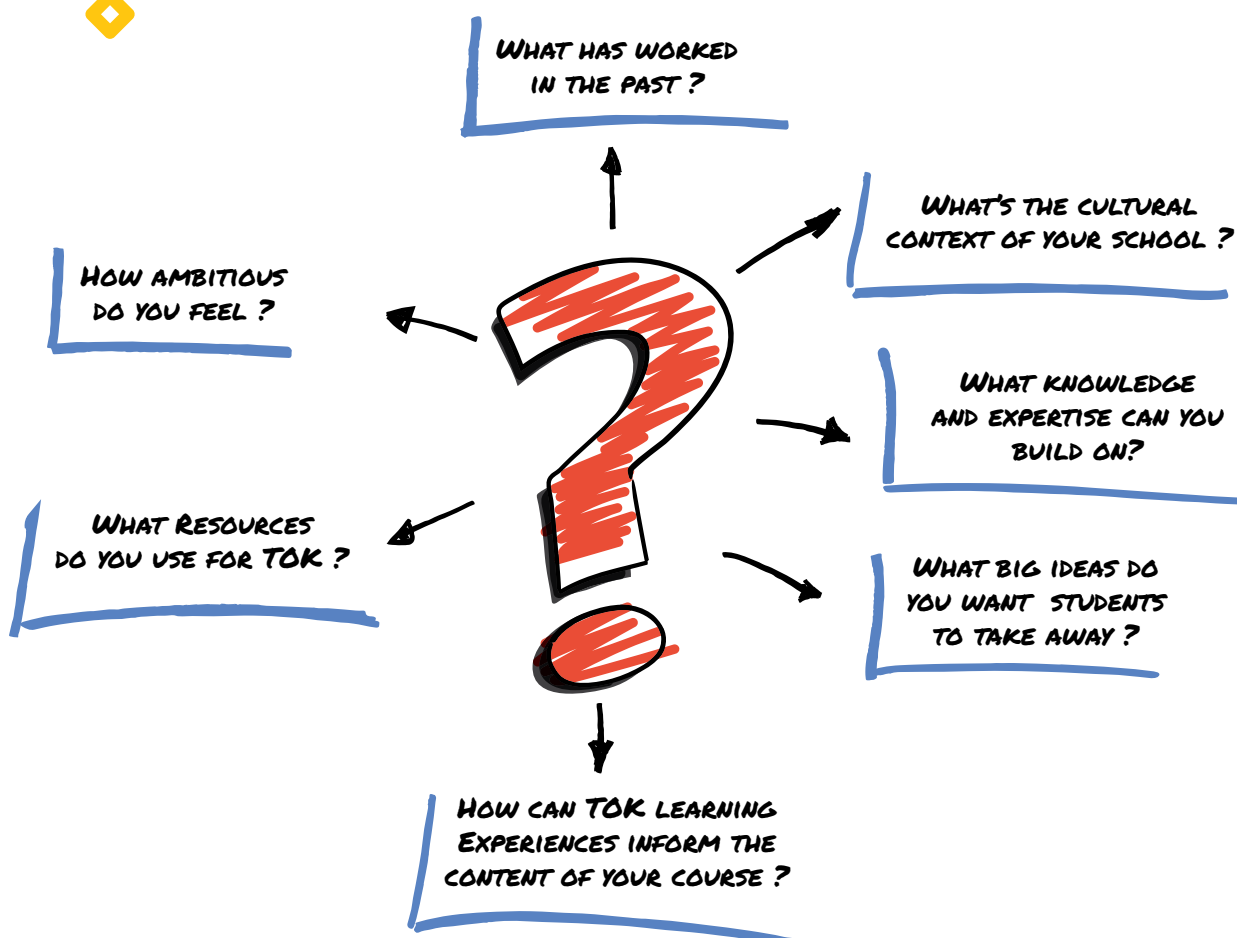 What has worked
in the past ?
What's the cultural
context of your school ?
How ambitious
do you feel ?
What knowledge
and expertise can you
build on?
What Resources
do you use for TOK ?
What big ideas do
you want students
to take away ?
How can TOK learning
Experiences inform the
content of your course ?